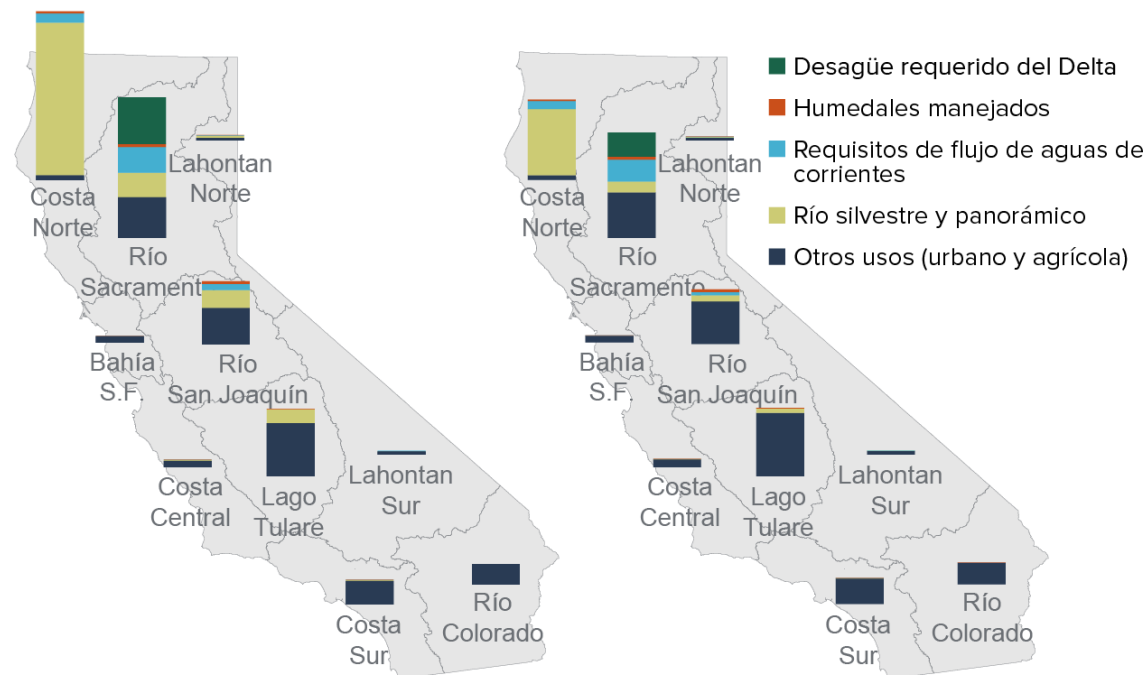 Costa
Norte
Río
Sacrament
Lahontan
Norte
Bahía
S.F.
Río
San Joaquín
Costa
Central
Lago
Tulare
Lahontan
Sur
Costa
Sur
Río
Colorado
Costa
Norte
Río
Sacramento
Lahontan
Norte
Bahía
S.F.
Río
San Joaquín
Costa
Central
Lago
Tulare
Lahontan
Sur
Costa
Sur
Río
Colorado
Desagüe requerido del Delta
Humedales manejados
Requisitos de flujo de aguas de
corrientes
Río silvestre y panorámico
Otros usos (urbano y agrícola)